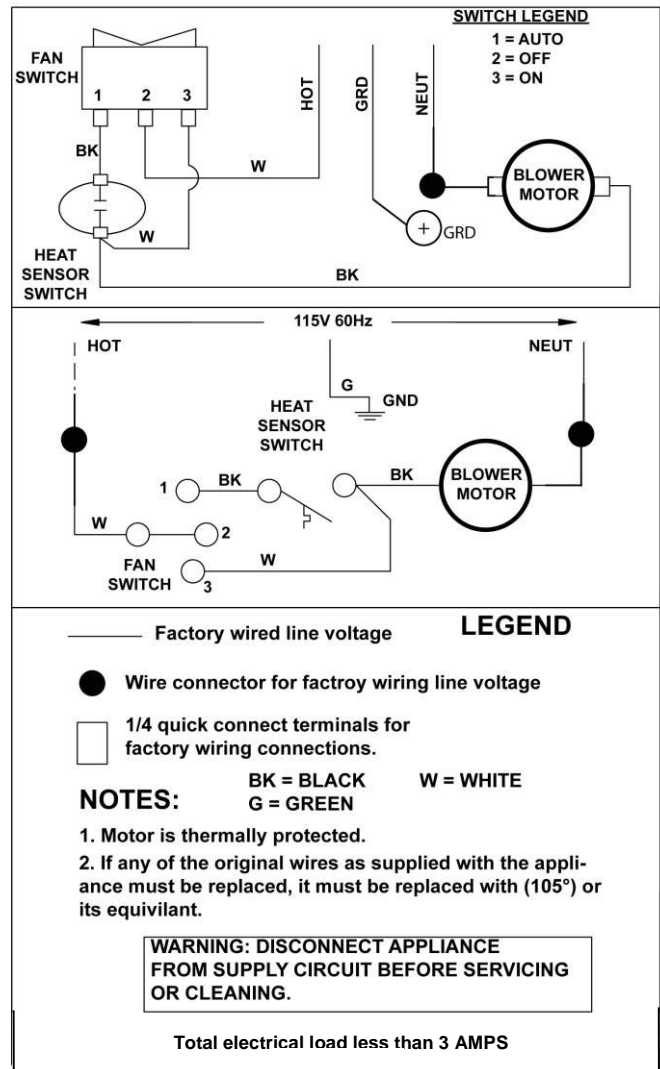 SWITCH LEGEND
1 = AUTO
2 = OFF
3 = ON
FAN
SWITCH
1 2 3
HOT
GRD
NEUT
BK
W
BLOWER
MOTOR
GRD
W
HEAT
SENSOR
SWITCH
BK
115V 60Hz
HOT
NEUT
G
GND
HEAT
SENSOR
SWITCH
1
BK
BK
BLOWER
MOTOR
W
2
FAN
SWITCH
W
3
LEGEND
Factory wired line voltage
Wire connector for factroy wiring line voltage
1/4 quick connect terminals for
factory wiring connections.
BK = BLACK W = WHITE
NOTES:
G = GREEN
1. Motor is thermally protected.
2. If any of the original wires as supplied with the appli-
ance must be replaced, it must be replaced with (105°) or
its equivilant.
WARNING: DISCONNECT APPLIANCE
FROM SUPPLY CIRCUIT BEFORE SERVICING
OR CLEANING.
Total electrical load less than 3 AMPS